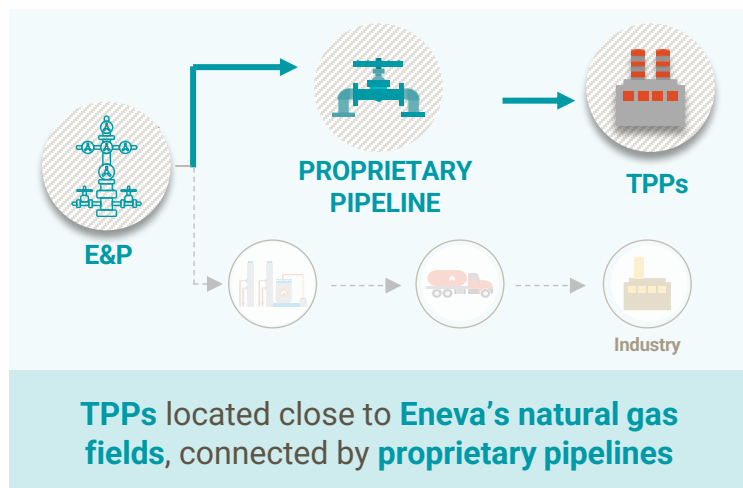 PROPRIETARY
PIPELINE
TPPs
E&P
Industry
TPPs located close to Eneva's natural gas
fields, connected by proprietary pipelines